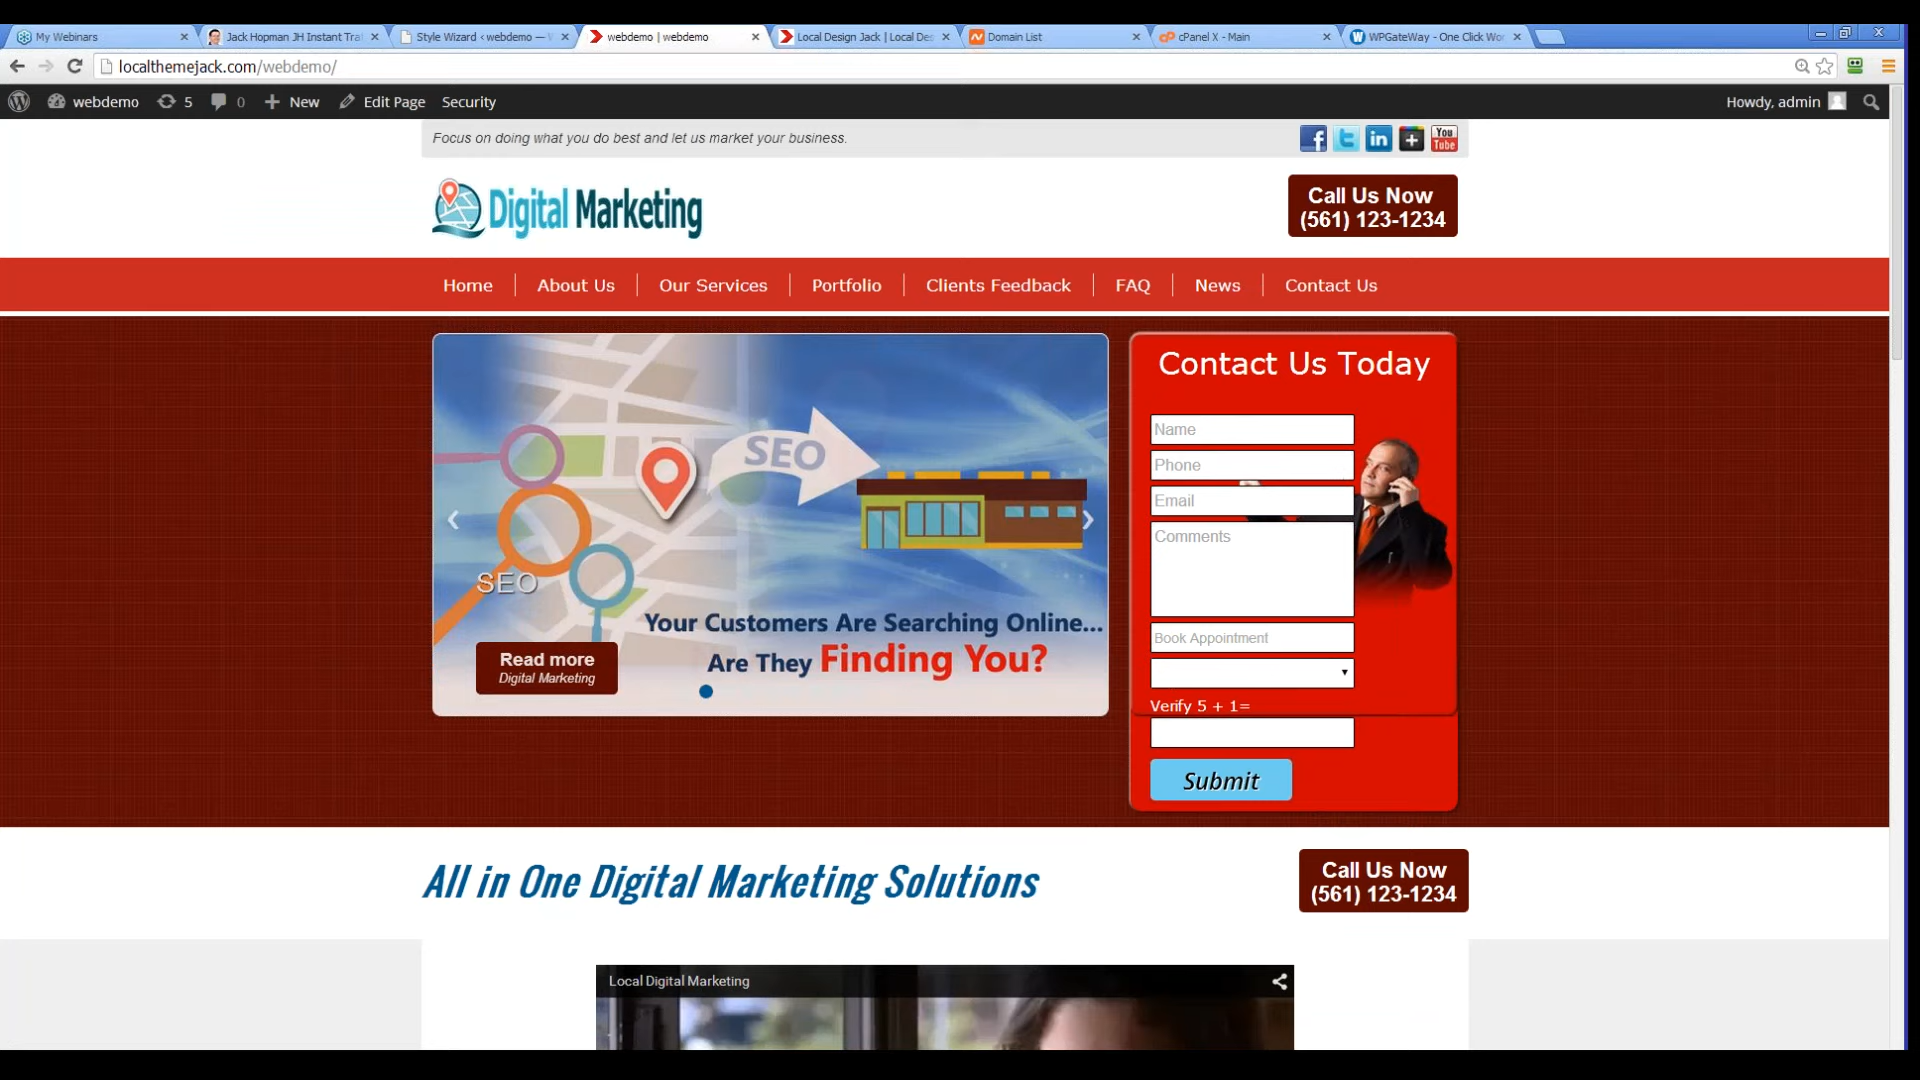 My Webinars
Jack Hopman JH Instant Tra
Style Wizard ‹ webdemo — W
webdemo | webdemo
Local Design Jack | Local Des
Domain List
cPanel X - Main
WPGateWay - One Click Wo
localthemejack.com/webdemo/
webdemo 5 0 New Edit Page Security Howdy, admin
Focus on doing what you do best and let us market your business.
You Tube
Digital Marketing
Call Us Now
(561) 123-1234
Home About Us Our Services Portfolio Clients Feedback FAQ News Contact Us
SEO
SEO
Your Customers Are Searching Online...
Are They Finding You?
Read more
Digital Marketing
Contact Us Today
Name
Phone
Email
Comments
Book Appointment
Verify 5 + 1=
Submit
All in One Digital Marketing Solutions
Call Us Now
(561) 123-1234
Local Digital Marketing